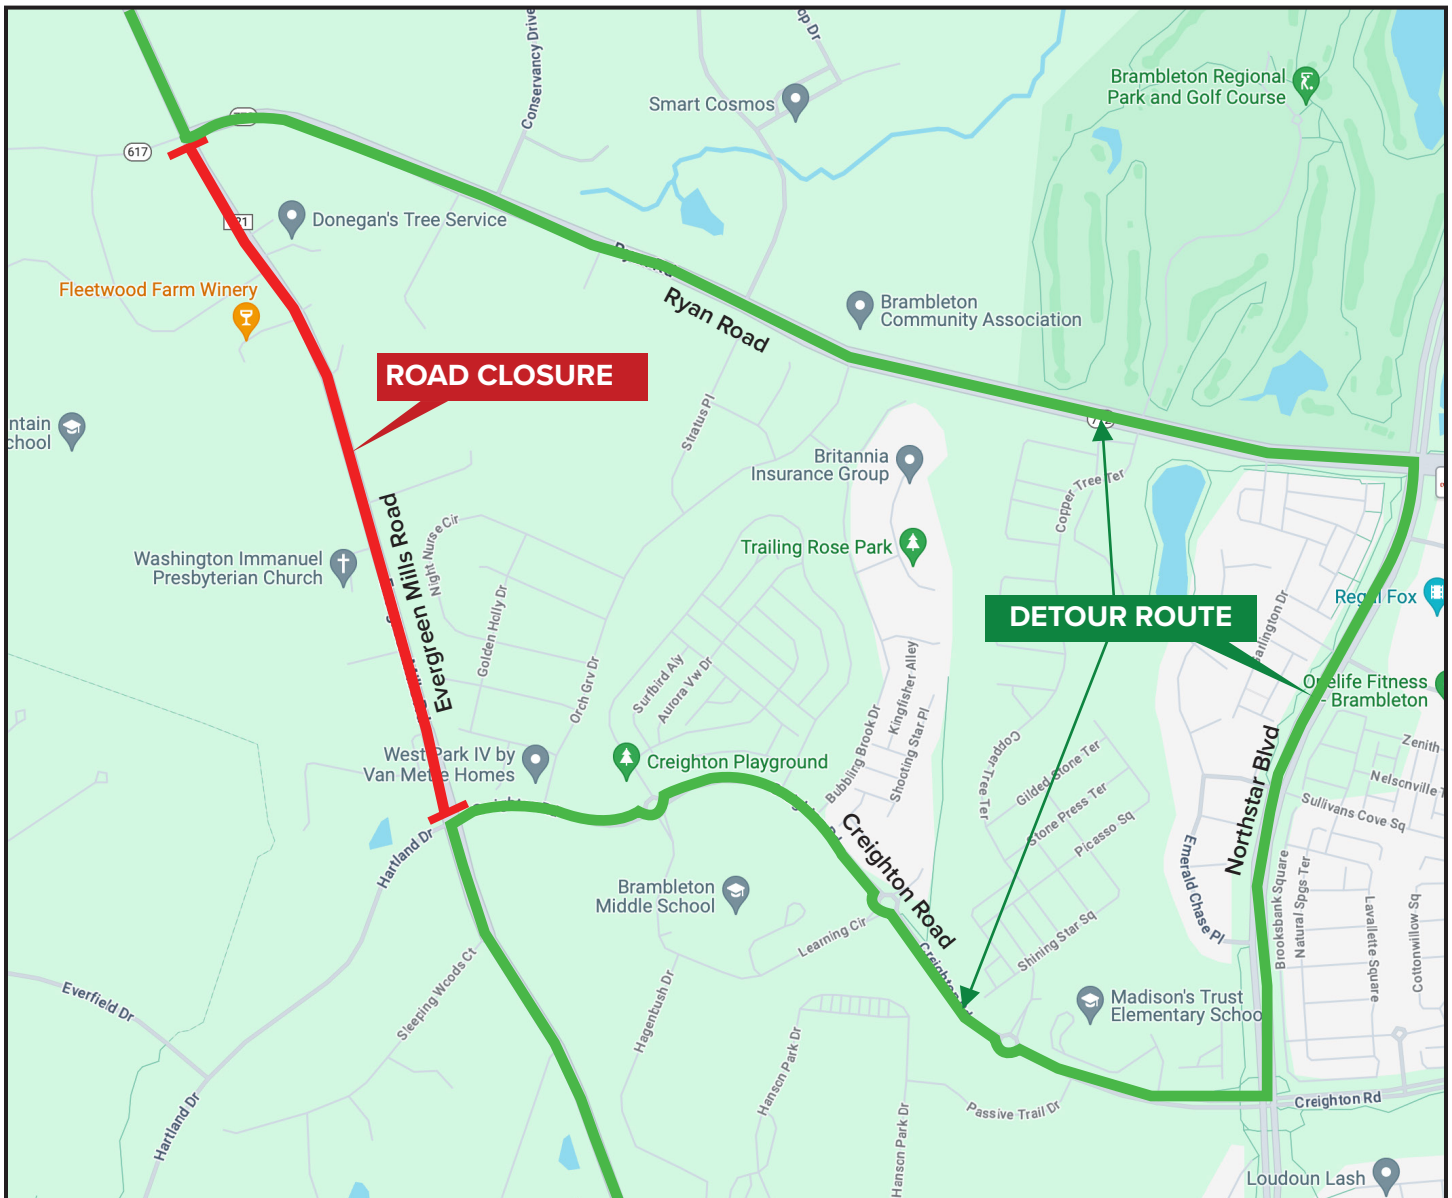 Conservancy Drive
op Dr
Smart Cosmos
Brambleton Regional
Park and Golf Course
617
Donegan's Tree Service
Fleetwood Farm Winery
Ryan Road
Brambleton
Community Association
ROAD CLOSURE
ntain
chool
Stratus Pl
Britannia
Insurance Group
Copper Tree Ter
Evergreen Mills Road
Night Nurse Cir
Trailing Rose Park
Washington Immanuel
Presbyterian Church
Golden Holly Dr
DETOUR ROUTE
Regal Fox
Orch Grv Dr
Surfbird Aly
Aurora Vw Dr
Kingfisher Alley
Bubbling Brook Dr
Shooting Star Pl
Onelife Fitness
- Brambleton
West Park IV by
Van Metre Homes
Creighton Playground
Copper Tree Ter
Gilded Stone Ter
Stone Press Ter
Picasso Sq
Northstar Blvd
Zenith
Nelsonville T
Sullivans Cove Sq
Hartland Dr
Creighton Road
Emerald Chase Pl
Brooksbank Square
Natural Spgs Ter
Lavallette Square
Cottonwillow Sq
Brambleton
Middle School
Learning Cir
Shining Star Sq
Everfield Dr
Sleeping Woods Ct
Hagenbush Dr
Madison's Trust
Elementary School
Hanson Park Dr
Passive Trail Dr
Creighton Rd
Hartland Dr
Hanson Park Dr
Loudoun Lash